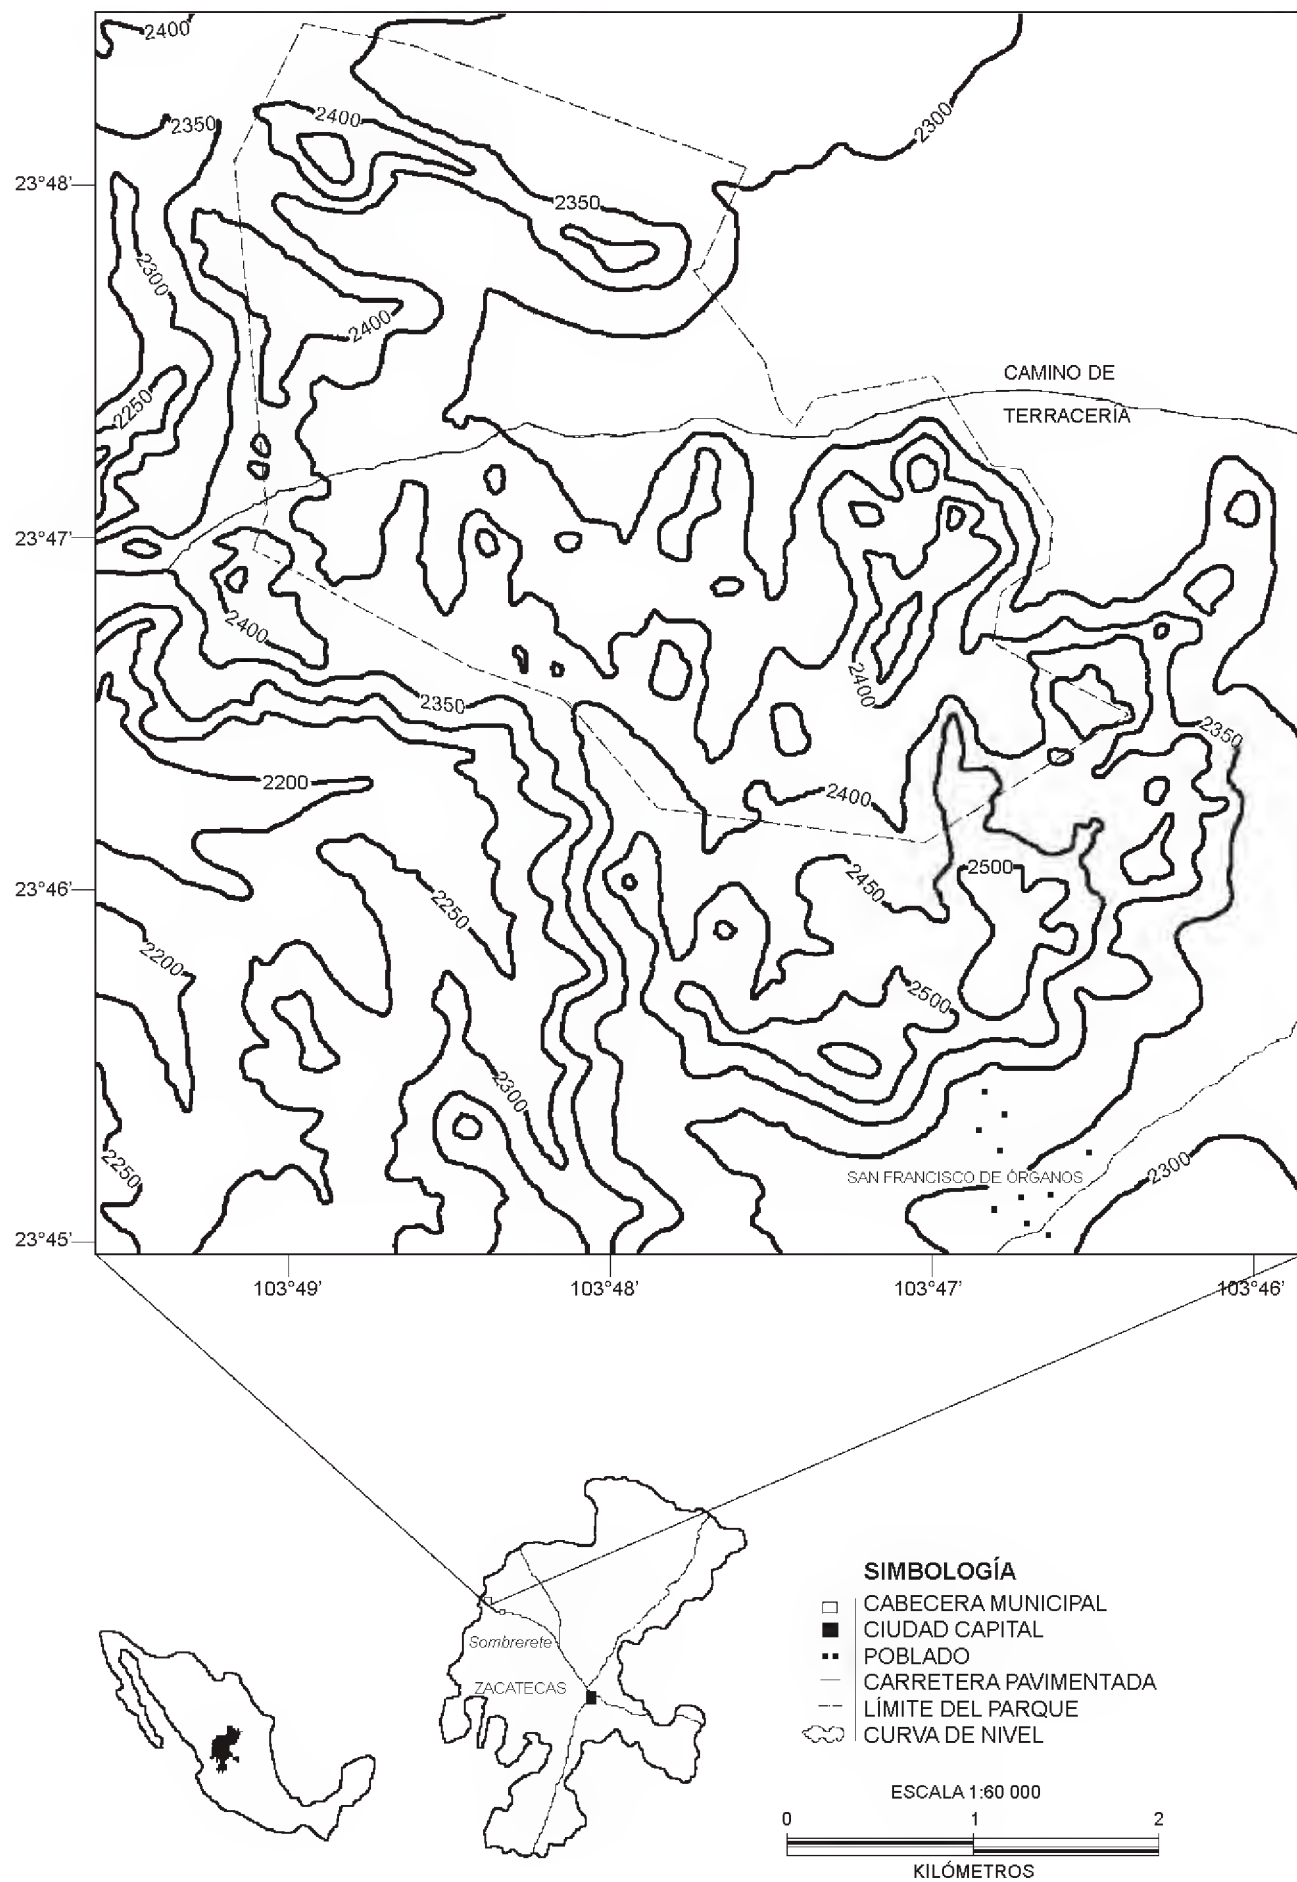 2400
2350
2400
2300
23°48'
2350
2300
2400
CAMINO DE
TERRACERÍA
2250
23°47'
2400
2400
2350
2350
2200
2400
2500
23°46'
2450
2250
2200
2500
2300
2250
SAN FRANCISCO DE ÓRGANOS
2300
23°45'
103°49' 103°48' 103°47' 103°46'
Sombrerete
ZACATECAS
SIMBOLOGÍA
CABECERA MUNICIPAL
CIUDAD CAPITAL
POBLADO
CARRETERA PAVIMENTADA
LÍMITE DEL PARQUE
CURVA DE NIVEL
ESCALA 1:60 000
0 1 2
KILÓMETROS